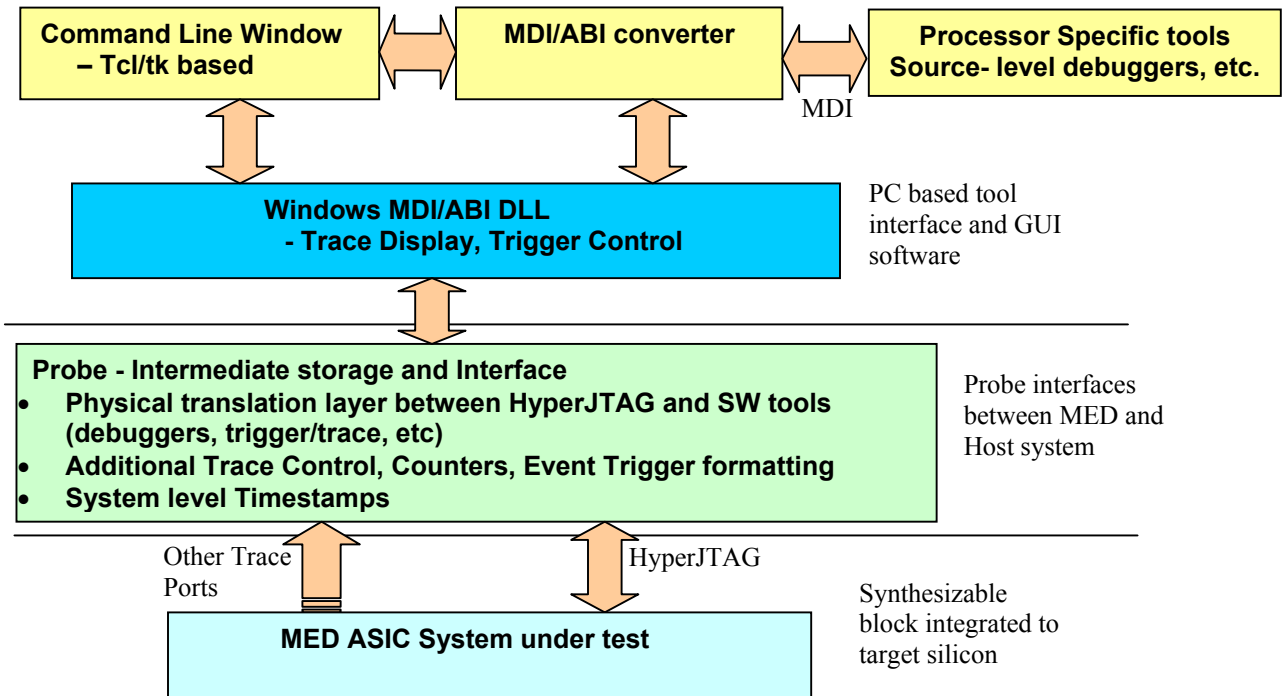 Command Line Window
– Tcl/tk based
MDI/ABI converter
Processor Specific tools
Source- level debuggers, etc.
MDI
Windows MDI/ABI DLL
- Trace Display, Trigger Control
PC based tool
interface and GUI
software
Probe - Intermediate storage and Interface
• Physical translation layer between HyperJTAG and SW tools
(debuggers, trigger/trace, etc)
• Additional Trace Control, Counters, Event Trigger formatting
• System level Timestamps
Probe interfaces
between MED and
Host system
Other Trace
Ports
HyperJTAG
MED ASIC System under test
Synthesizable
block integrated to
target silicon